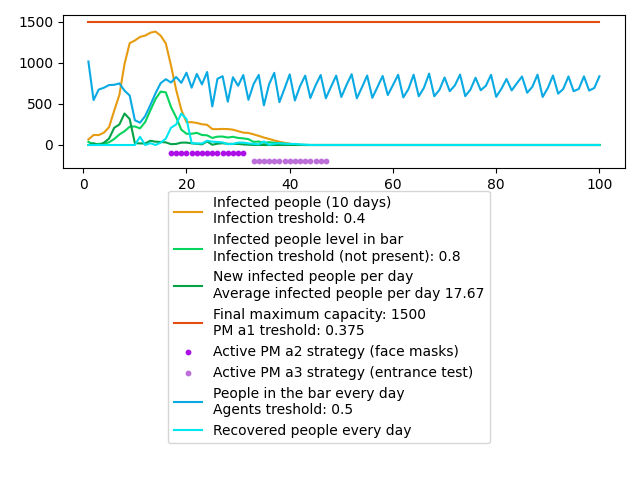 1500
1000
500
0
0 20 40 60 80 100
Infected people (10 days)
Infection treshold: 0.4
Infected people level in bar
Infection treshold (not present): 0.8
New infected people per day
Average infected people per day 17.67
Final maximum capacity: 1500
PM a1 treshold: 0.375
Active PM a2 strategy (face masks)
Active PM a3 strategy (entrance test)
People in the bar every day
Agents treshold: 0.5
Recovered people every day